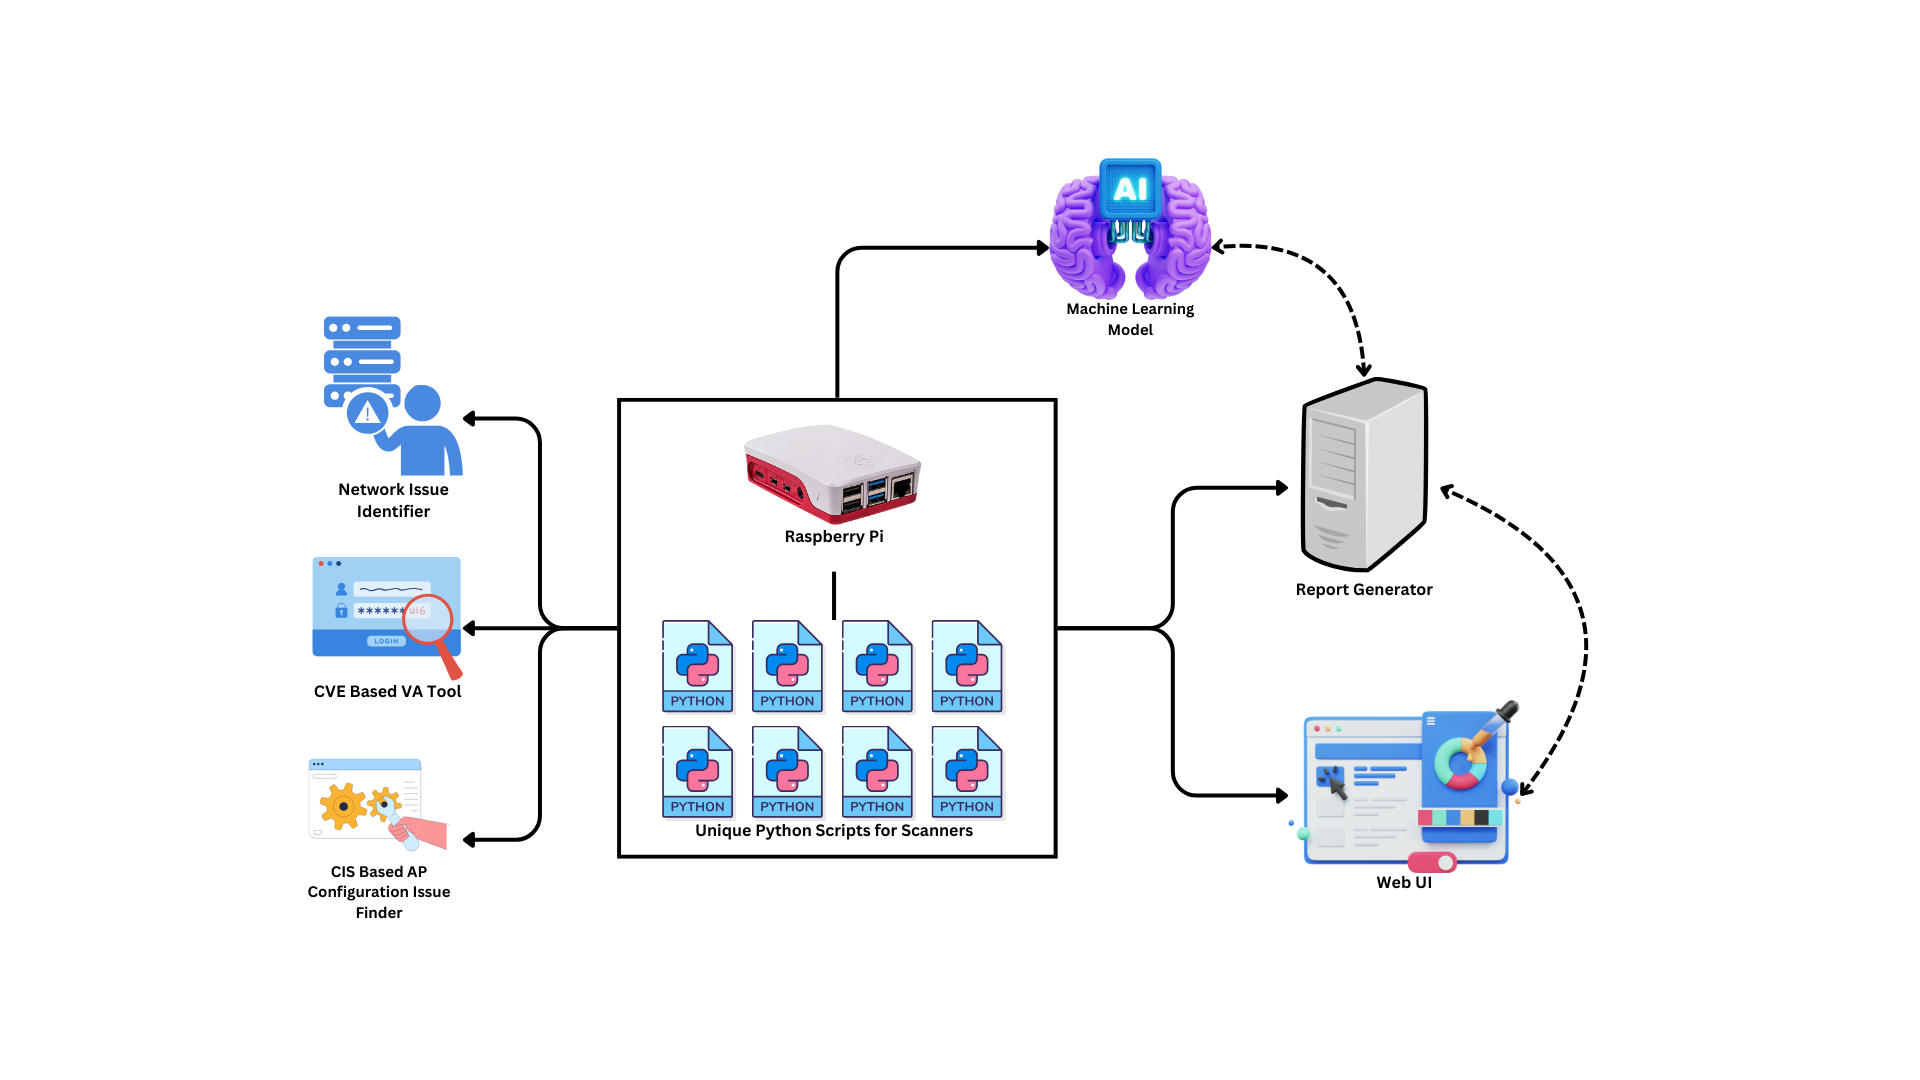 AI
Machine Learning
Model
Network Issue
Identifier
Raspberry Pi
Report Generator
******ui6
LOGIN
CVE Based VA Tool
PYTHON
PYTHON
PYTHON
PYTHON
PYTHON
PYTHON
PYTHON
PYTHON
Unique Python Scripts for Scanners
CIS Based AP
Configuration Issue
Finder
Web UI